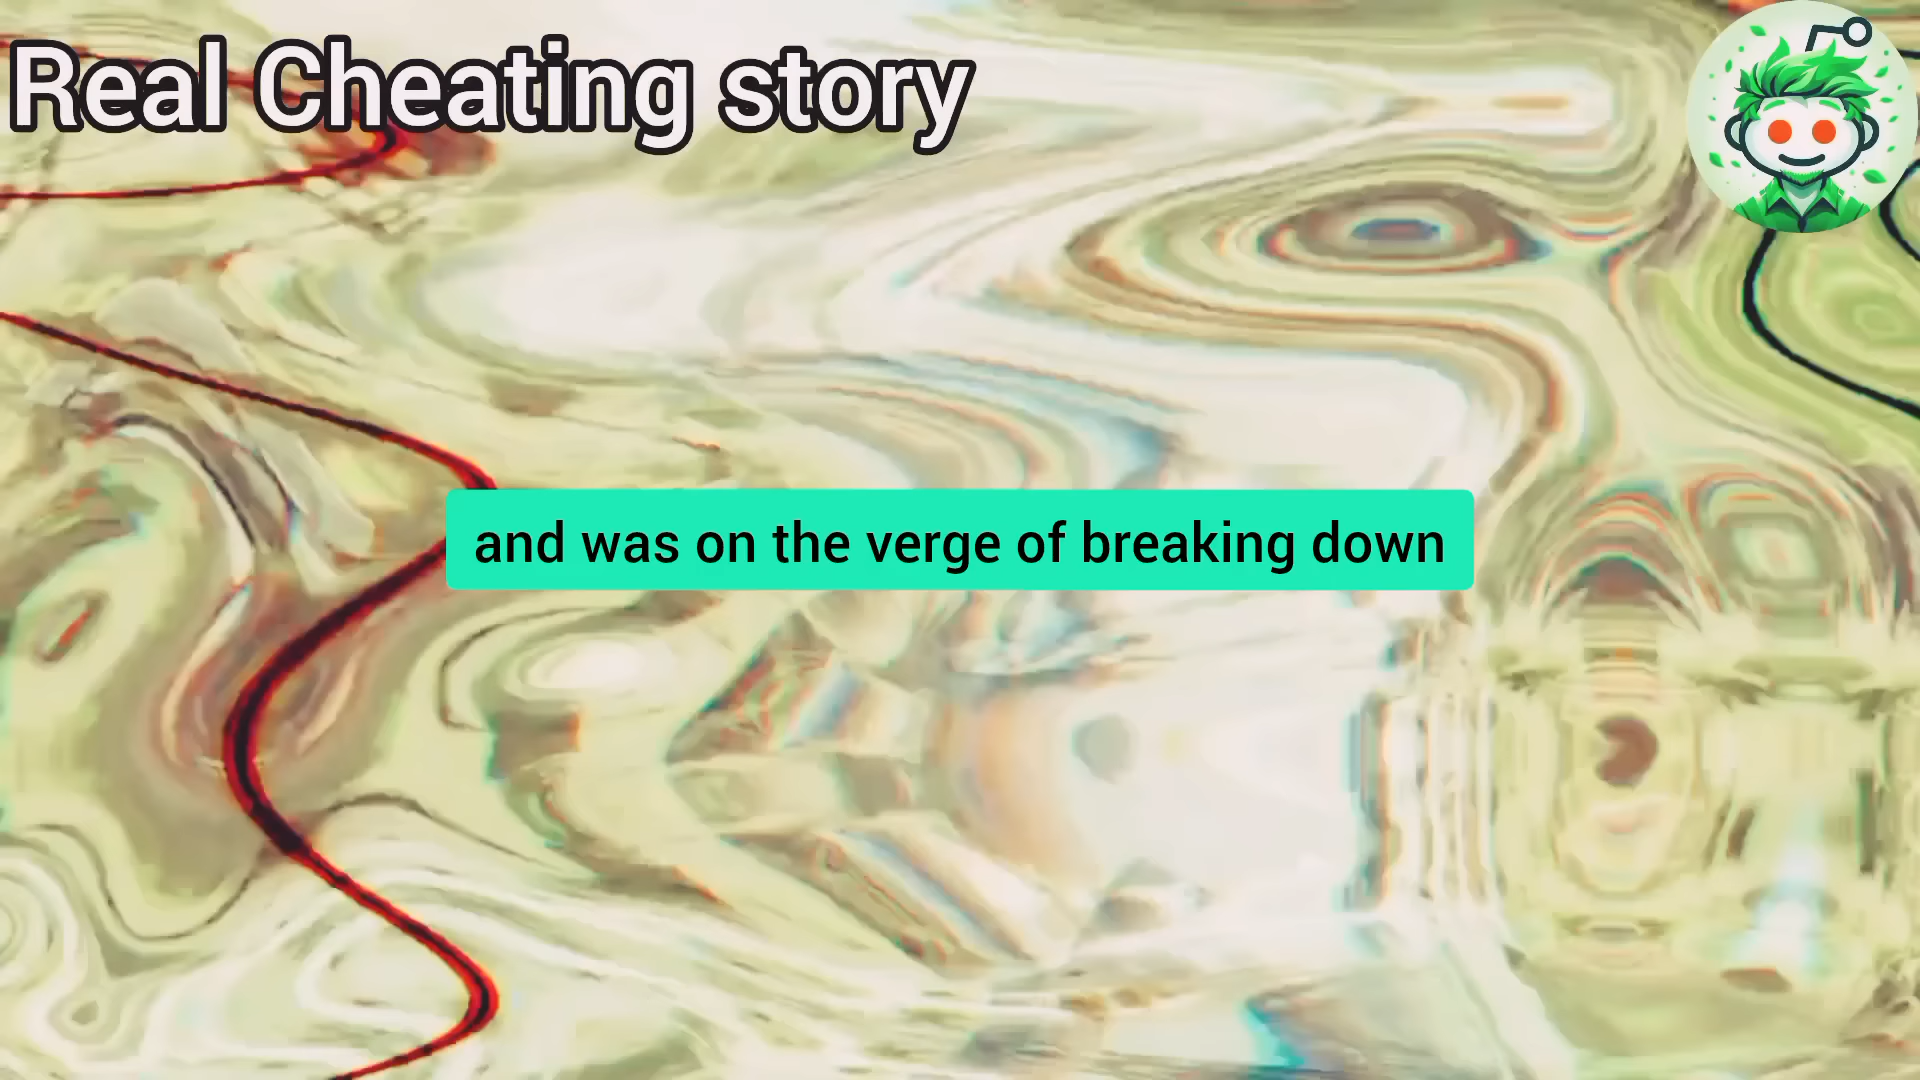 Real Cheating story
and was on the verge of breaking down